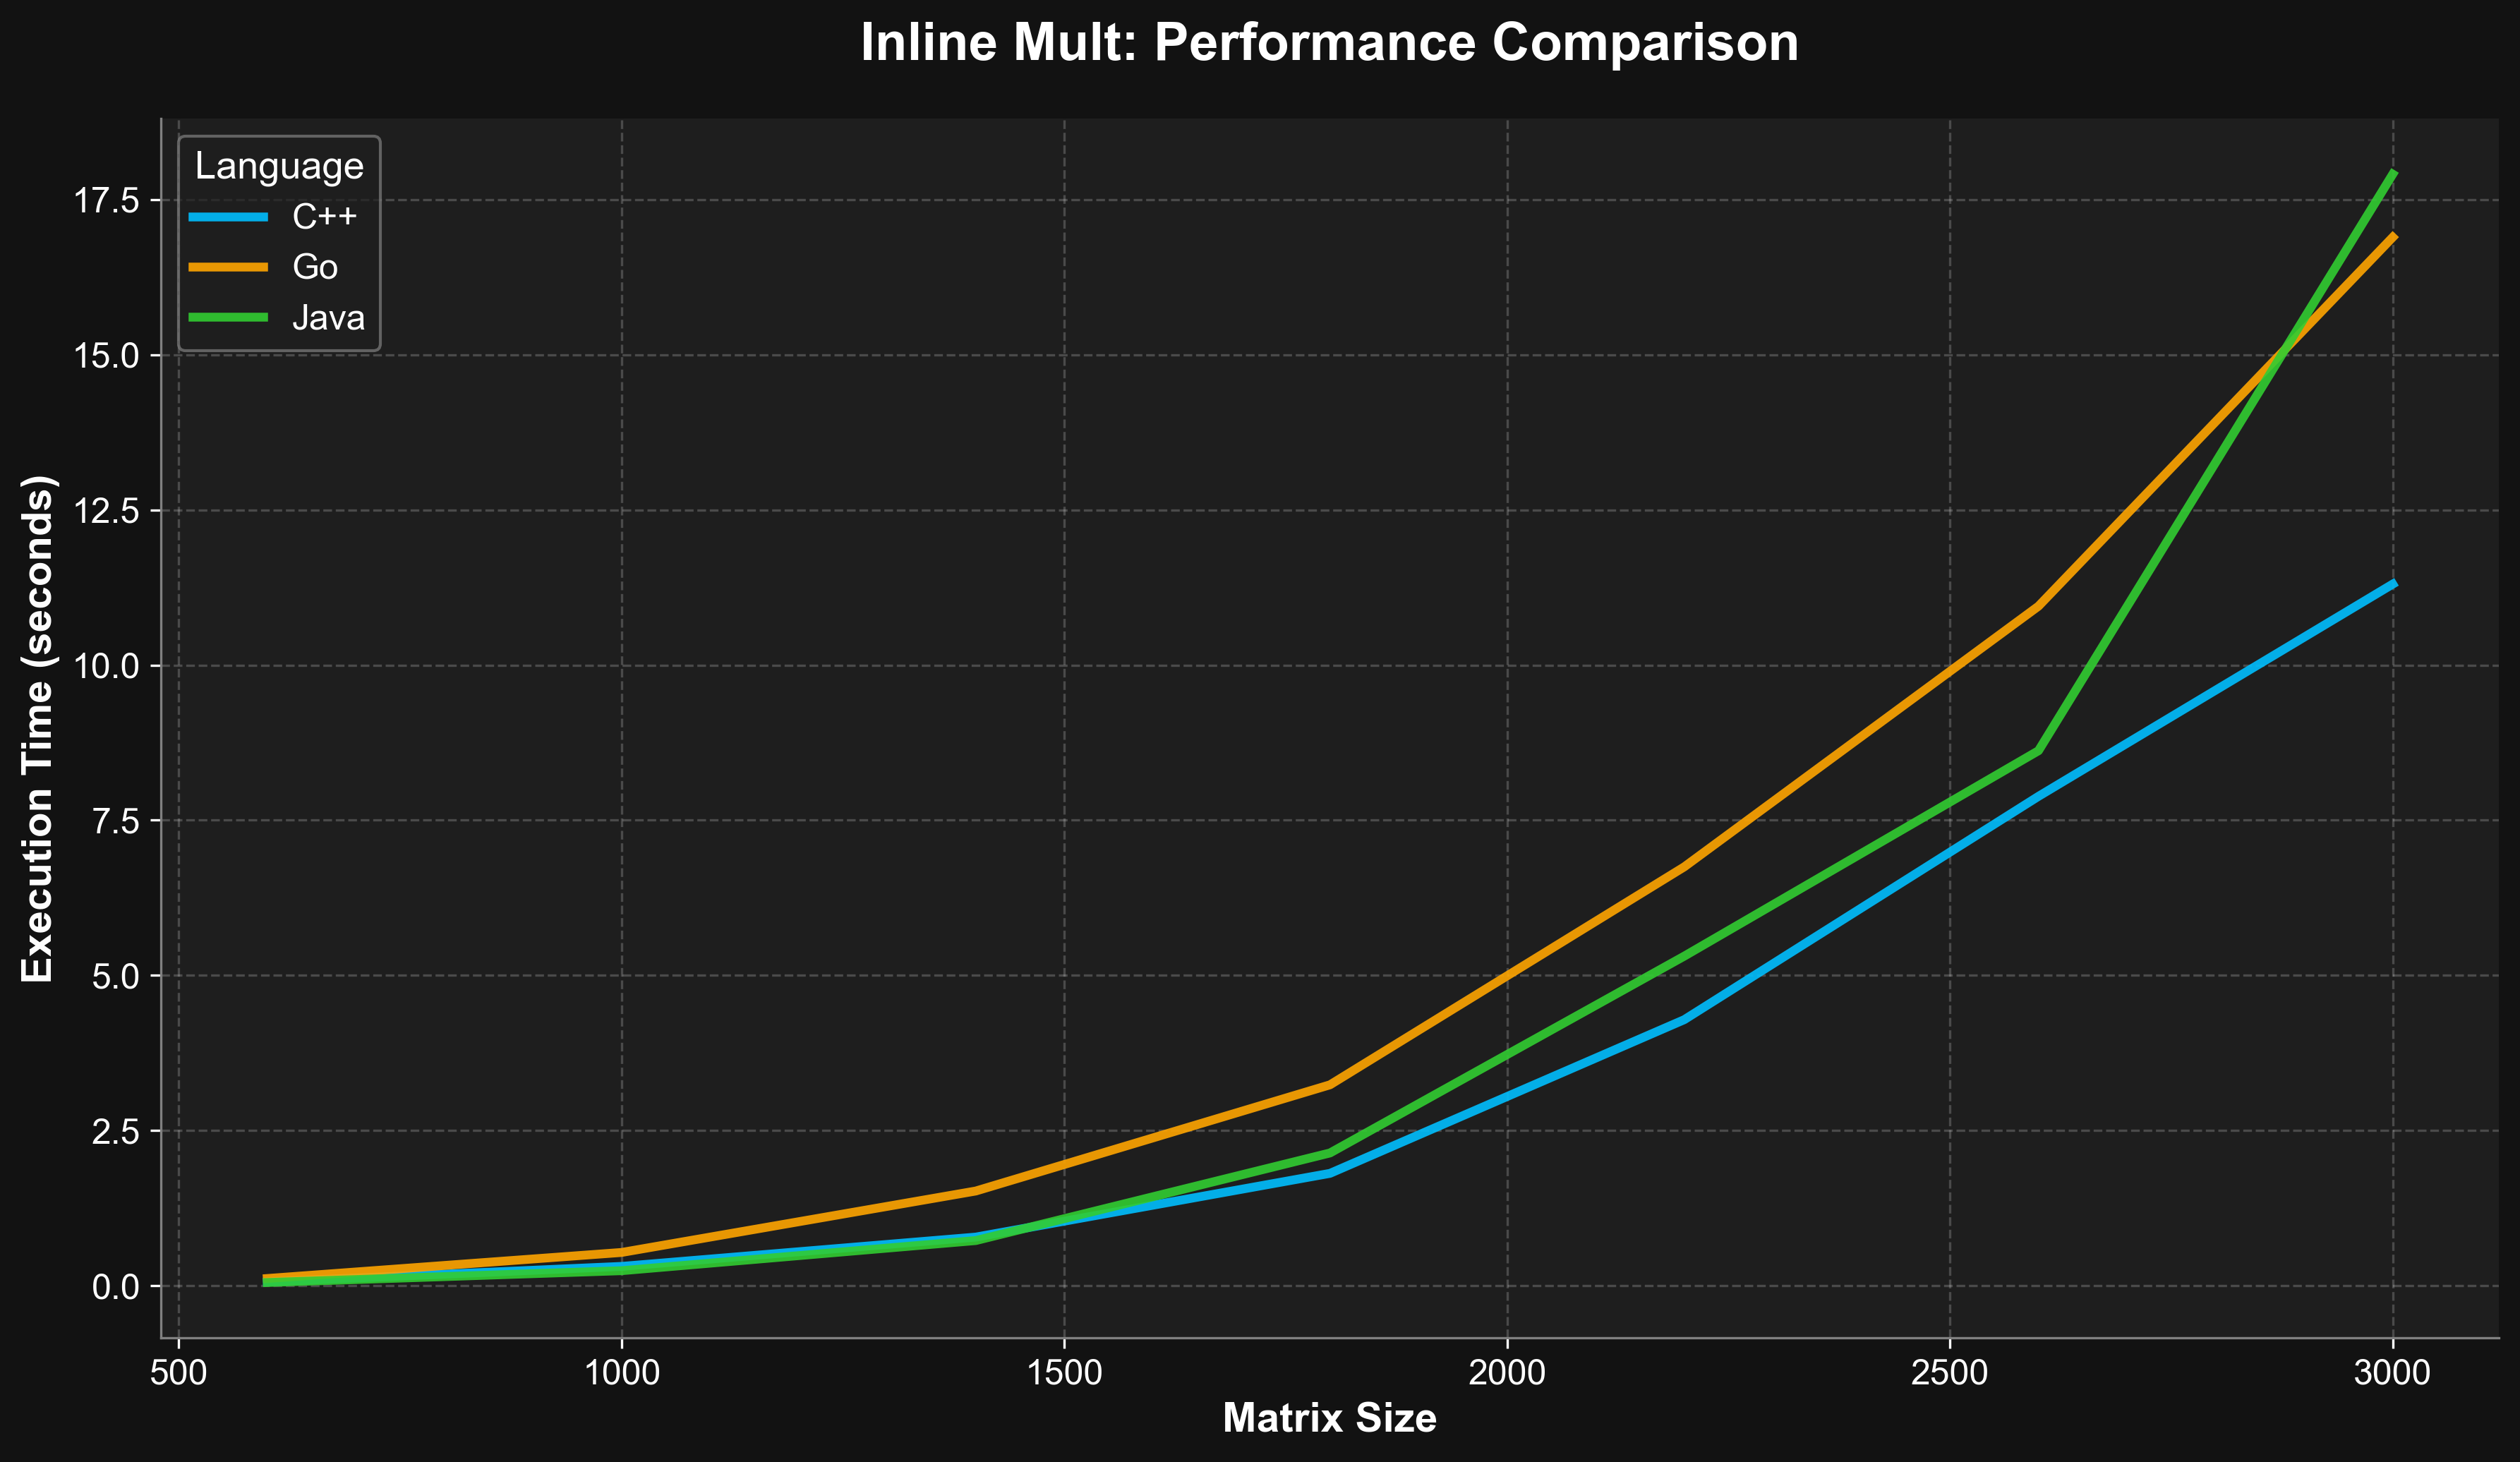 Inline Mult: Performance Comparison
Language
C++
Go
Java
17.5
15.0
12.5
10.0
7.5
5.0
2.5
0.0
Execution Time (seconds)
500 1000 1500 2000 2500 3000
Matrix Size